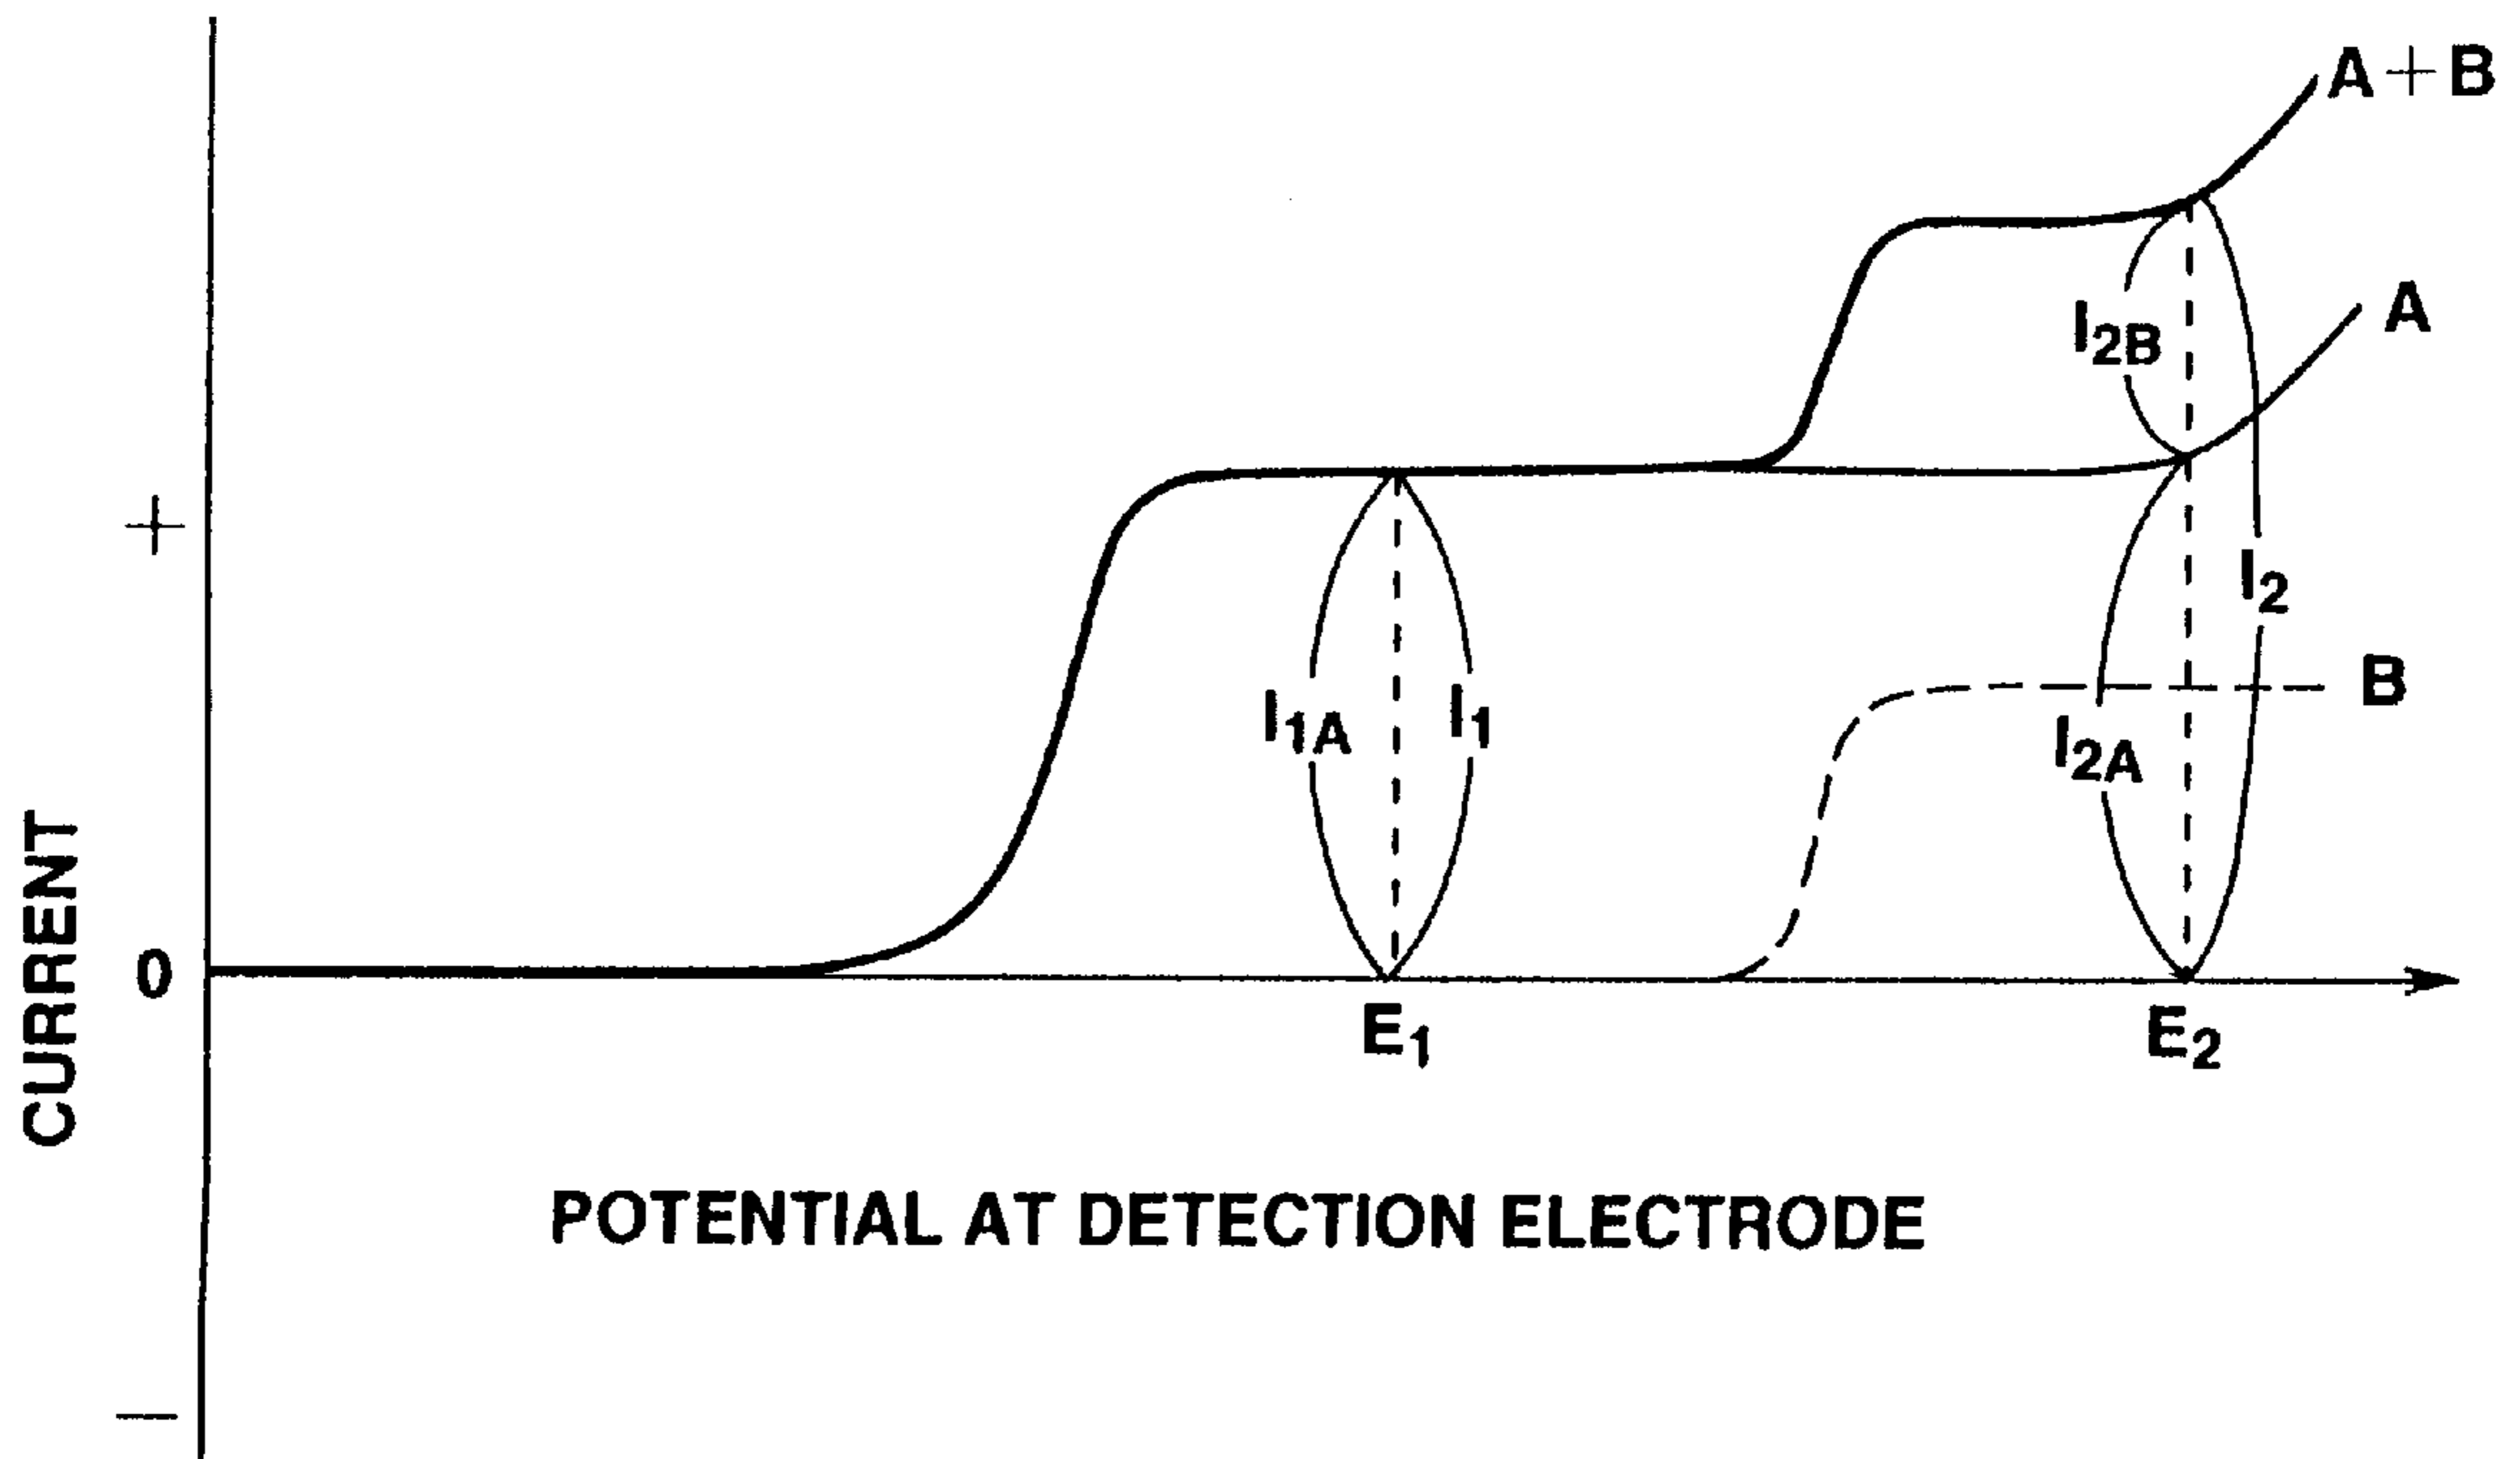 A+B
A
I2B
+
I2
B
I1A
I1
I2A
0
E1
E2
CURRENT
POTENTIAL AT DETECTION ELECTRODE
−